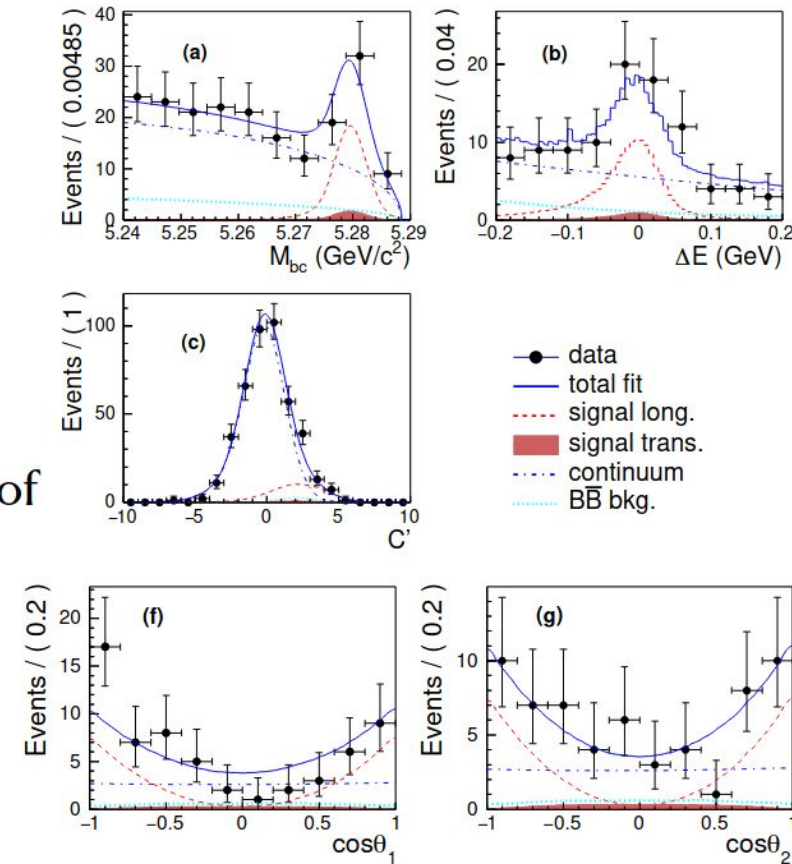 Events / ( 0.00485
40
30
20
10
0
(a)
5.24 5.25 5.26 5.27 5.28 5.29
M_bc (GeV/c²)
Events / ( 0.04 )
20
10
0
(b)
-0.2 -0.1 0 0.1 0.2
ΔE (GeV)
Events / ( 1 )
100
50
0
(c)
-10 -5 0 5 10
C'
data
total fit
signal long.
signal trans.
continuum
BB̅ bkg.
of
Events / ( 0.2 )
20
15
10
5
0
(f)
-1 -0.5 0 0.5 1
cosθ₁
Events / ( 0.2 )
10
5
0
(g)
-1 -0.5 0 0.5 1
cosθ₂